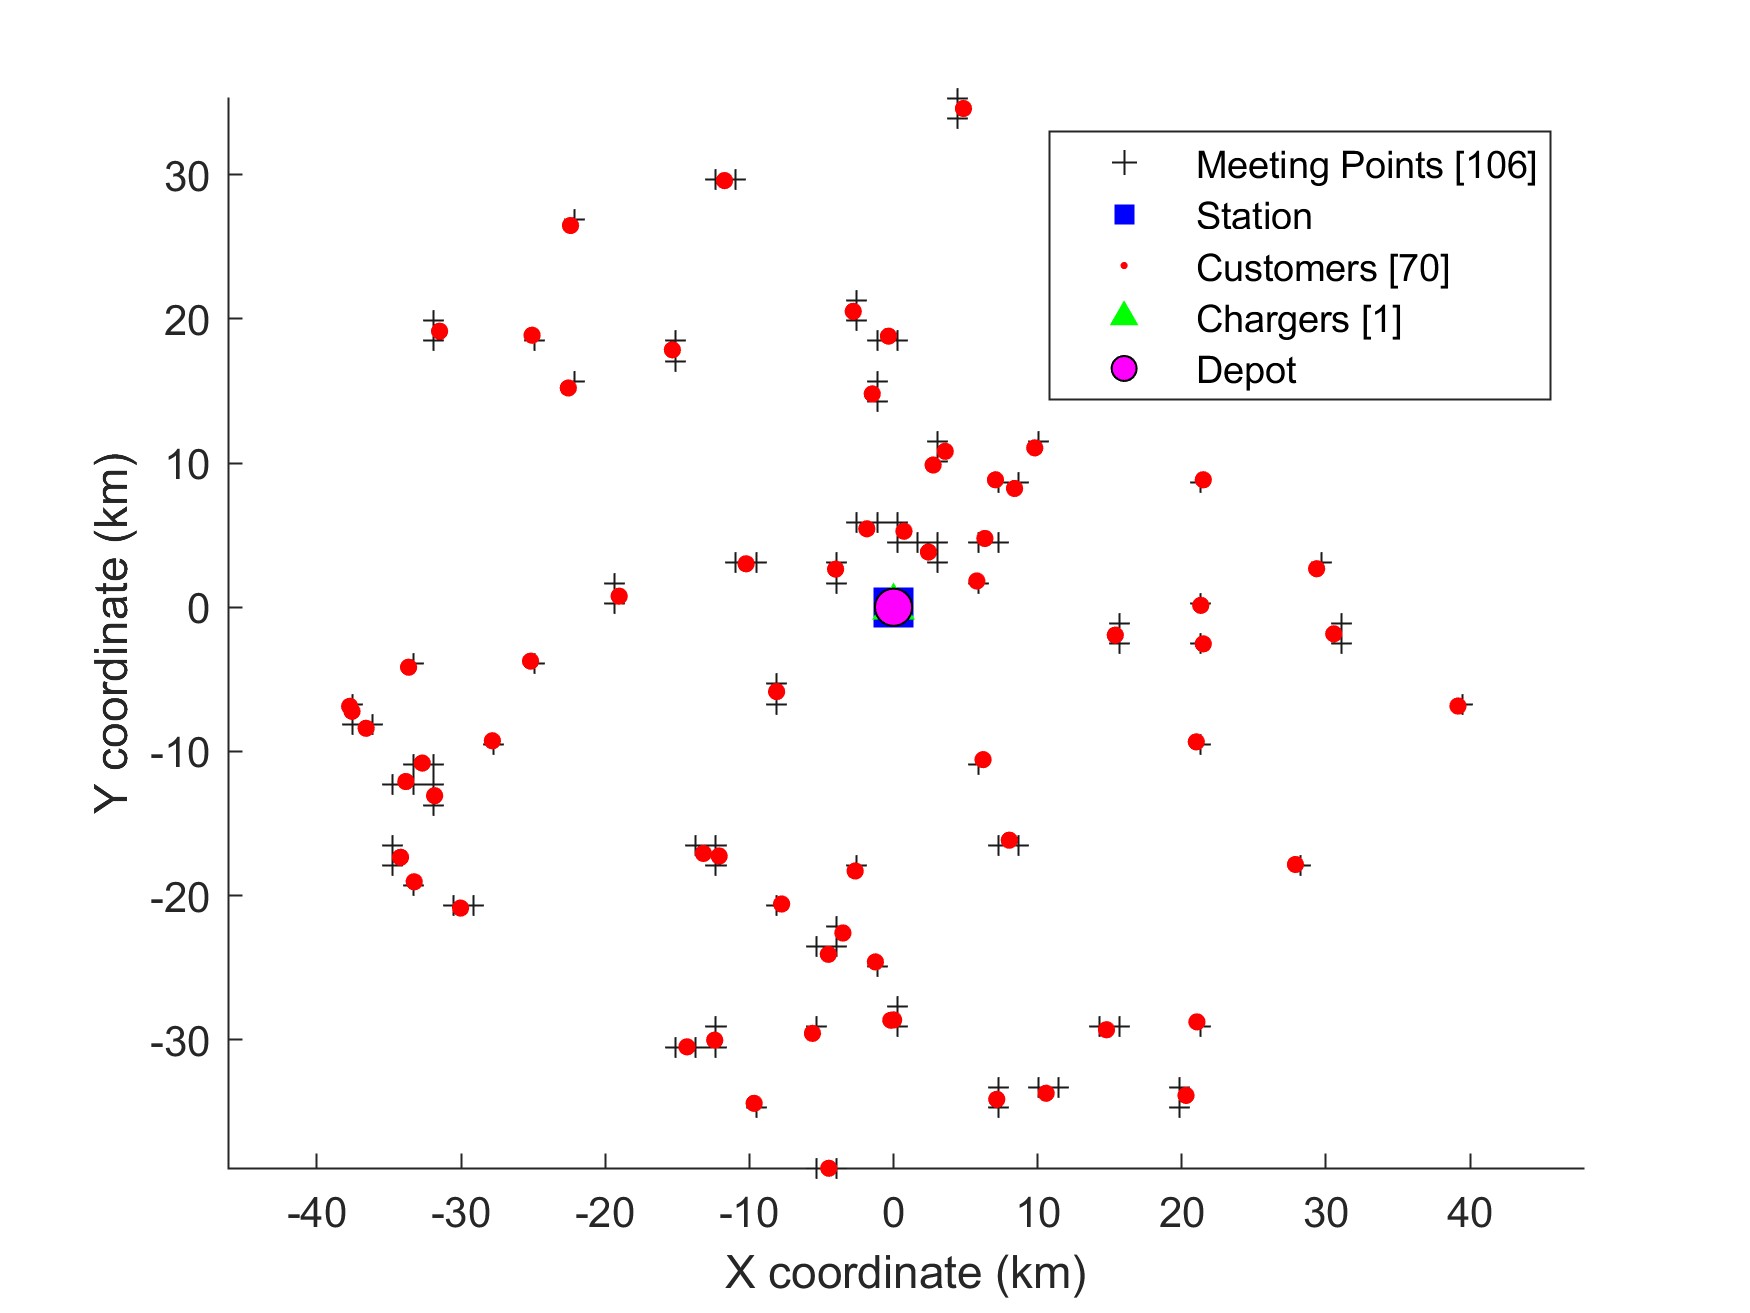 Meeting Points [106]
Station
Customers [70]
Chargers [1]
Depot
30
20
10
0
-10
-20
-30
Y coordinate (km)
-40 -30 -20 -10 0 10 20 30 40
X coordinate (km)